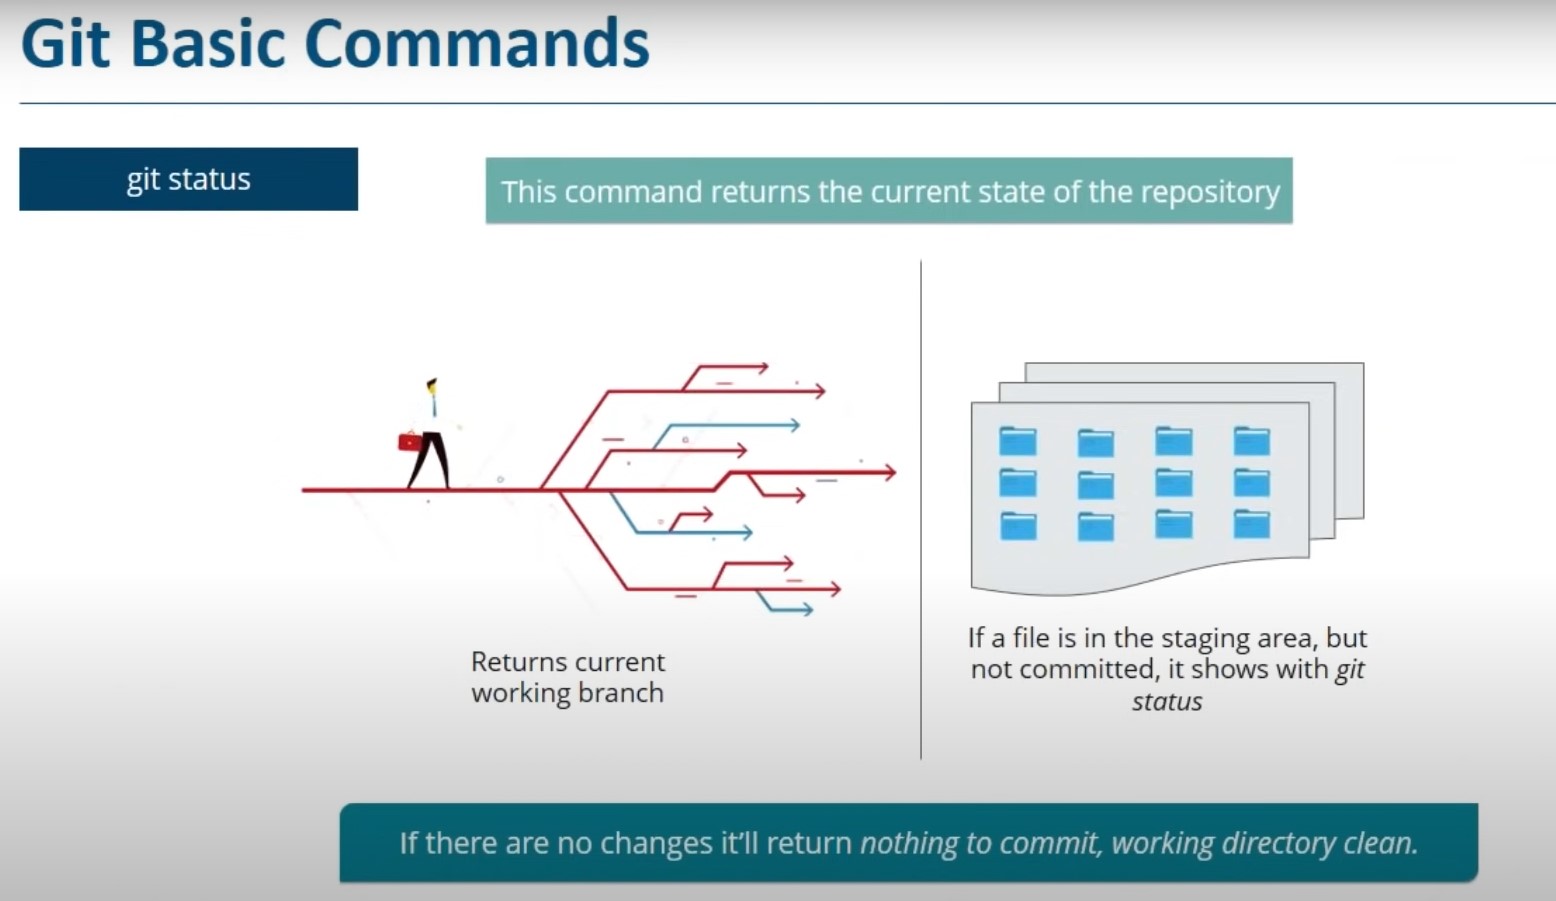 Git Basic Commands
git status
This command returns the current state of the repository
Returns current
working branch
If a file is in the staging area, but
not committed, it shows with git
status
If there are no changes it'll return nothing to commit, working directory clean.